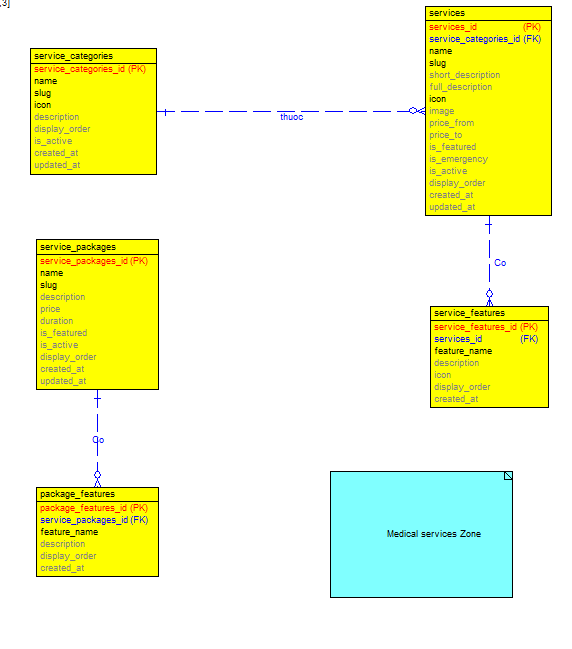 ,3]
services
services_id (PK)
service_categories_id (FK)
name
slug
short_description
full_description
icon
image
price_from
price_to
is_featured
is_emergency
is_active
display_order
created_at
updated_at
service_categories
service_categories_id (PK)
name
slug
icon
description
display_order
is_active
created_at
updated_at
thuoc
service_packages
service_packages_id (PK)
name
slug
description
price
duration
is_featured
is_active
display_order
created_at
updated_at
Co
service_features
service_features_id (PK)
services_id (FK)
feature_name
description
icon
display_order
created_at
Co
package_features
package_features_id (PK)
service_packages_id (FK)
feature_name
description
display_order
created_at
Medical services Zone